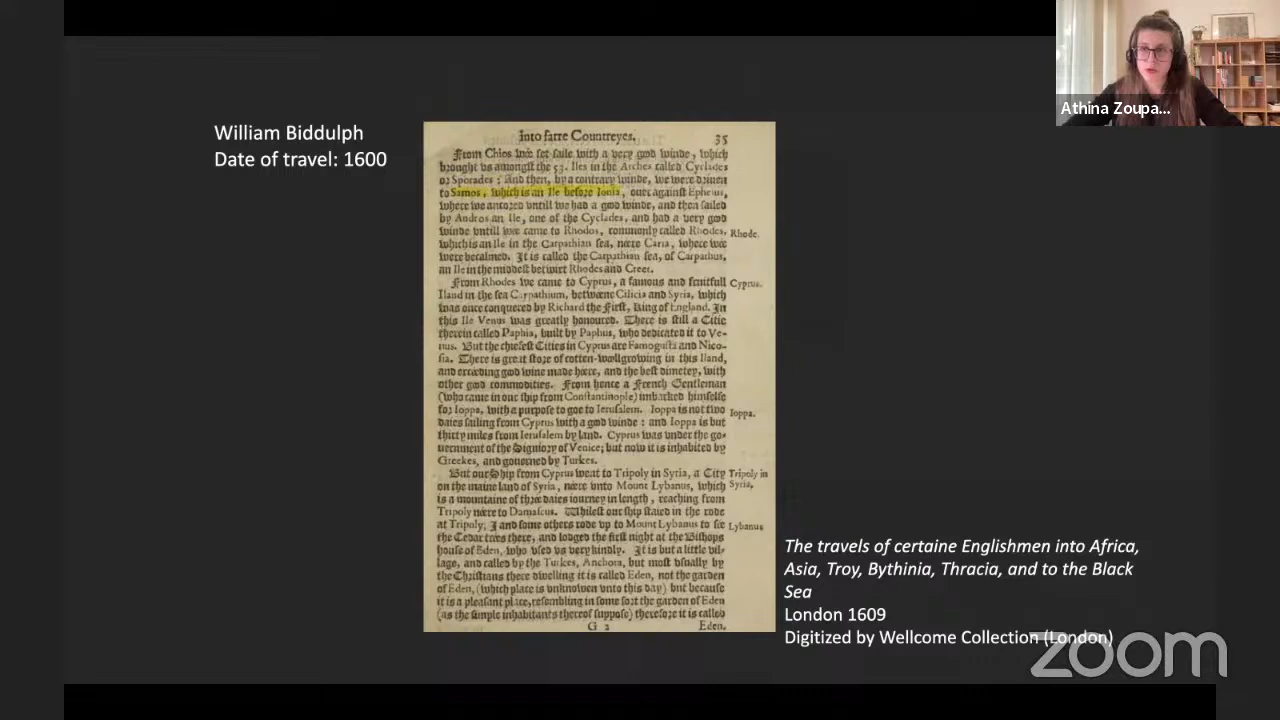 William Biddulph
Date of travel: 1600
Into farre Countreyes. 35
From Chios wee set saile with a very good winde, which
brought vs amongst the 53. Iles in the Arches called Cyclades
or Sporades: And then, by a contrary winde, we were driuen
to Samos, which is an Ile before Ionia, ouer against Ephesus,
where we ancored vntill we had a good winde, and then sailed
by Andros an Ile, one of the Cyclades, and had a very good
winde vntill wee came to Rhodos, commonly called Rhodes,
Rhode.
which is an Ile in the Carpathian sea, neere Caria, where wee
were becalmed. It is called the Carpathian sea, of Carpathus,
an Ile in the middest betwixt Rhodes and Creet.
From Rhodes we came to Cyprus, a famous and fruitfull
Cyprus.
Iland in the sea Carpathium, betweene Cilicia and Syria, which
was once conquered by Richard the First, King of England. In
this Ile Venus was greatly honoured. There is still a Citie
therein called Paphia, built by Paphus, who dedicated it to Ve-
nus. But the chiefest Cities in Cyprus are Famogusta and Nico-
sia. There is great store of cotten-wooll growing in this Iland,
and exceeding good wine made heere, and the best dimety, with
other good commodities. From hence a French Gentleman
(who came in our ship from Constantinople) imbarked himselfe
for Ioppa, with a purpose to goe to Ierusalem. Ioppa is not two
Ioppa.
daies sailing from Cyprus with a good winde: and Ioppa is but
thirty miles from Ierusalem by land. Cyprus was vnder the go-
uernment of the Signiory of Venice; but now it is inhabited by
Greekes, and gouerned by Turkes.
But our Ship from Cyprus went to Tripoly in Syria, a City
Tripoly in
on the maine land of Syria, neere vnto Mount Lybanus, which
Syria.
is a mountaine of three daies iourney in length, reaching from
Tripoly neere to Damascus. Whilest our ship staied in the rode
at Tripoly, I and some others rode vp to Mount Lybanus to see
Lybanus
the Cedar trees there, and lodged the first night at the Bishops
house of Eden, who vsed vs very kindly. It is but a little vil-
lage, and called by the Turkes, Anchora, but most vsually by
the Christians there dwelling it is called Eden, not the garden
of Eden, (which place is vnknowen vnto this day) but because
it is a pleasant place, resembling in some sort the garden of Eden
(as the simple inhabitants thereof suppose) therefore it is called
G 2 Eden.
The travels of certaine Englishmen into Africa,
Asia, Troy, Bythinia, Thracia, and to the Black
Sea
London 1609
Digitized by Wellcome Collection (London)
Athina Zoupa...
zoom